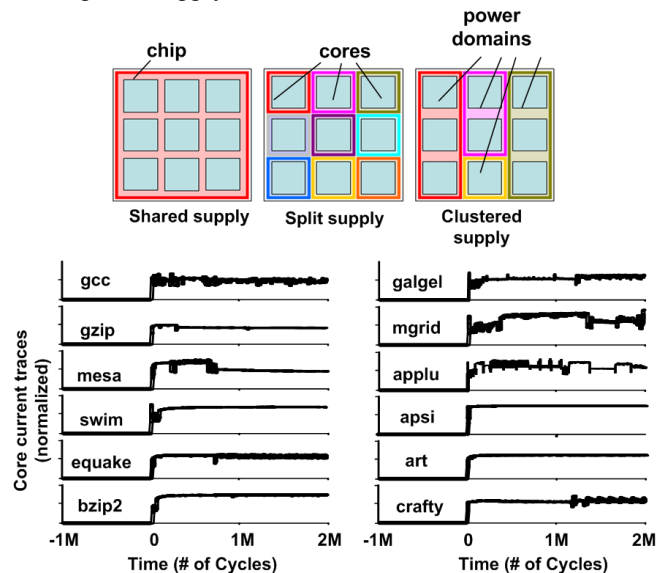 chip
cores
power
domains
Shared supply
Split supply
Clustered
supply
Core current traces
(normalized)
gcc
gzip
mesa
swim
equake
bzip2
-1M
0
1M
2M
Time (# of Cycles)
galgel
mgrid
applu
apsi
art
crafty
-1M
0
1M
2M
Time (# of Cycles)